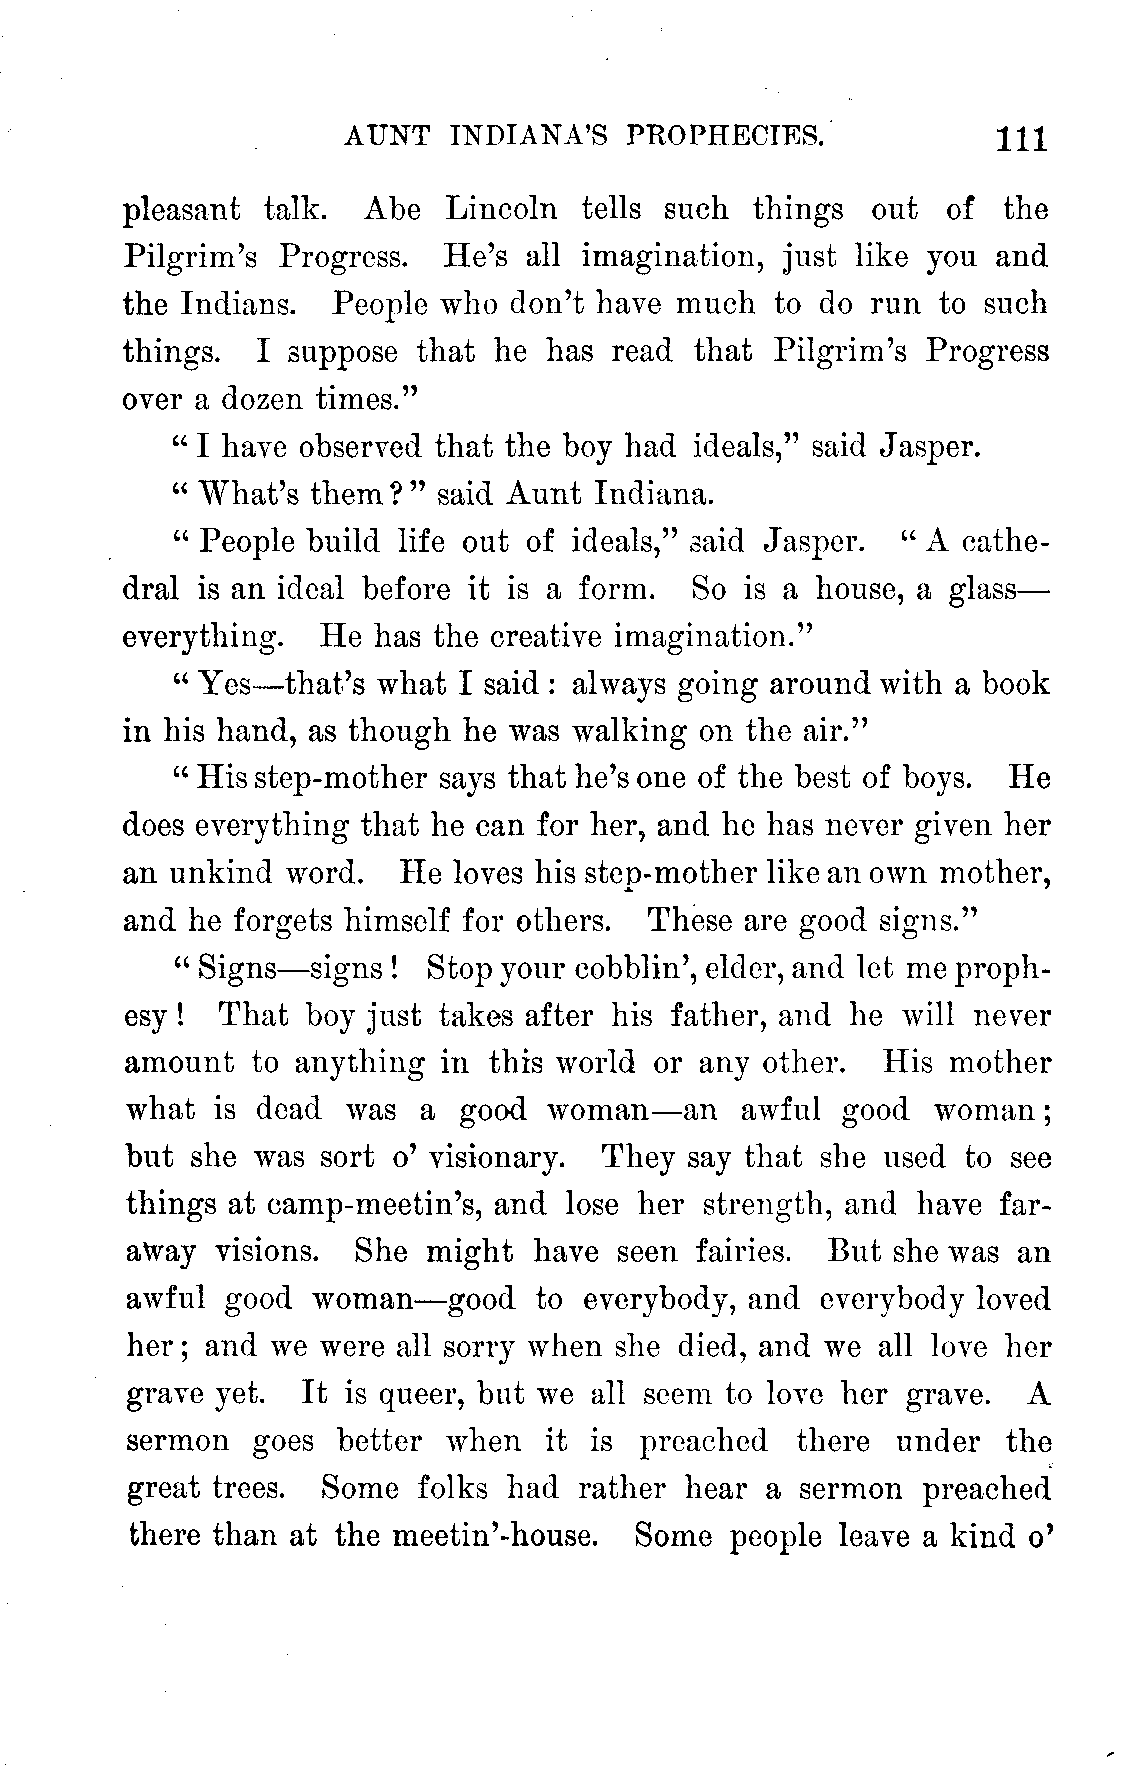 AUNT INDIANA'S PROPHECIES. 111
pleasant talk. Abe Lincoln tells such things out of the
Pilgrim's Progress. He's all imagination, just like you and
the Indians. People who don't have much to do run to such
things. I suppose that he has read that Pilgrim's Progress
over a dozen times."
"I have observed that the boy had ideals," said Jasper.
"What's them?" said Aunt Indiana.
"People build life out of ideals," said Jasper. "A cathe-
dral is an ideal before it is a form. So is a house, a glass—
everything. He has the creative imagination."
"Yes—that's what I said: always going around with a book
in his hand, as though he was walking on the air."
"His step-mother says that he's one of the best of boys. He
does everything that he can for her, and he has never given her
an unkind word. He loves his step-mother like an own mother,
and he forgets himself for others. These are good signs."
"Signs—signs! Stop your cobblin', elder, and let me proph-
esy! That boy just takes after his father, and he will never
amount to anything in this world or any other. His mother
what is dead was a good woman—an awful good woman;
but she was sort o' visionary. They say that she used to see
things at camp-meetin's, and lose her strength, and have far-
away visions. She might have seen fairies. But she was an
awful good woman—good to everybody, and everybody loved
her; and we were all sorry when she died, and we all love her
grave yet. It is queer, but we all seem to love her grave. A
sermon goes better when it is preached there under the
great trees. Some folks had rather hear a sermon preached
there than at the meetin'-house. Some people leave a kind o'